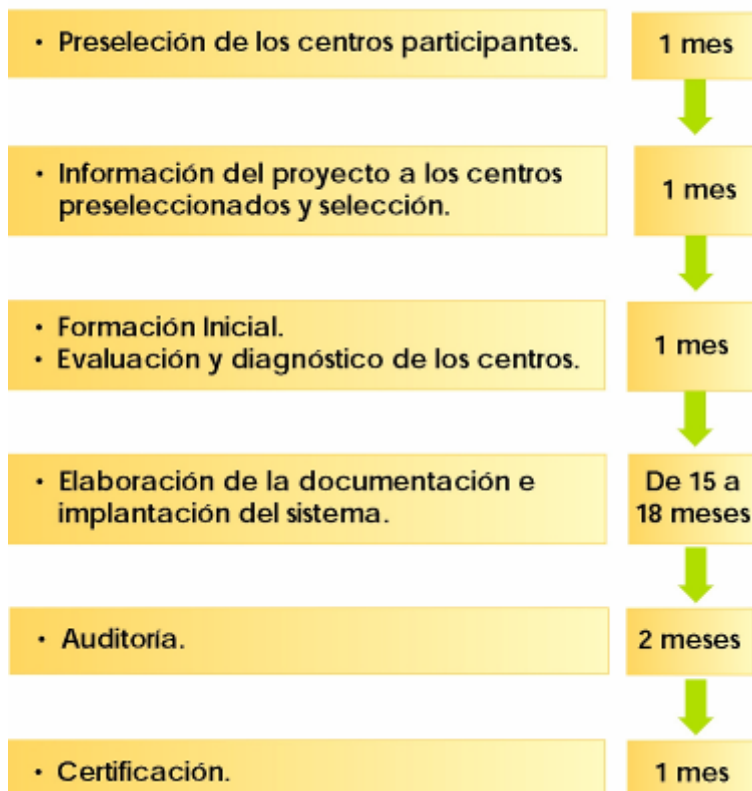 • Preseleción de los centros participantes.
1 mes
• Información del proyecto a los centros
preseleccionados y selección.
1 mes
• Formación Inicial.
• Evaluación y diagnóstico de los centros.
1 mes
• Elaboración de la documentación e
implantación del sistema.
De 15 a
18 meses
• Auditoría.
2 meses
• Certificación.
1 mes